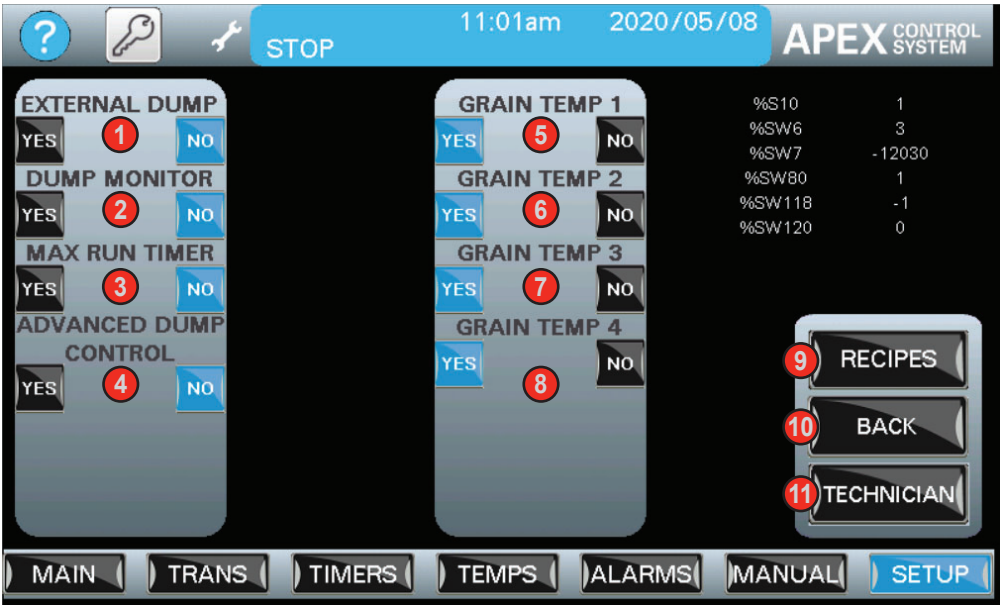 ?
11:01am 2020/05/08
STOP
APEX CONTROL SYSTEM
EXTERNAL DUMP
YES 1 NO
DUMP MONITOR
YES 2 NO
MAX RUN TIMER
YES 3 NO
ADVANCED DUMP
CONTROL
YES 4 NO
GRAIN TEMP 1
YES 5 NO
GRAIN TEMP 2
YES 6 NO
GRAIN TEMP 3
YES 7 NO
GRAIN TEMP 4
YES 8 NO
%S10 1
%SW6 3
%SW7 -12030
%SW80 1
%SW118 -1
%SW120 0
9 RECIPES
10 BACK
11 TECHNICIAN
MAIN TRANS TIMERS TEMPS ALARMS MANUAL SETUP